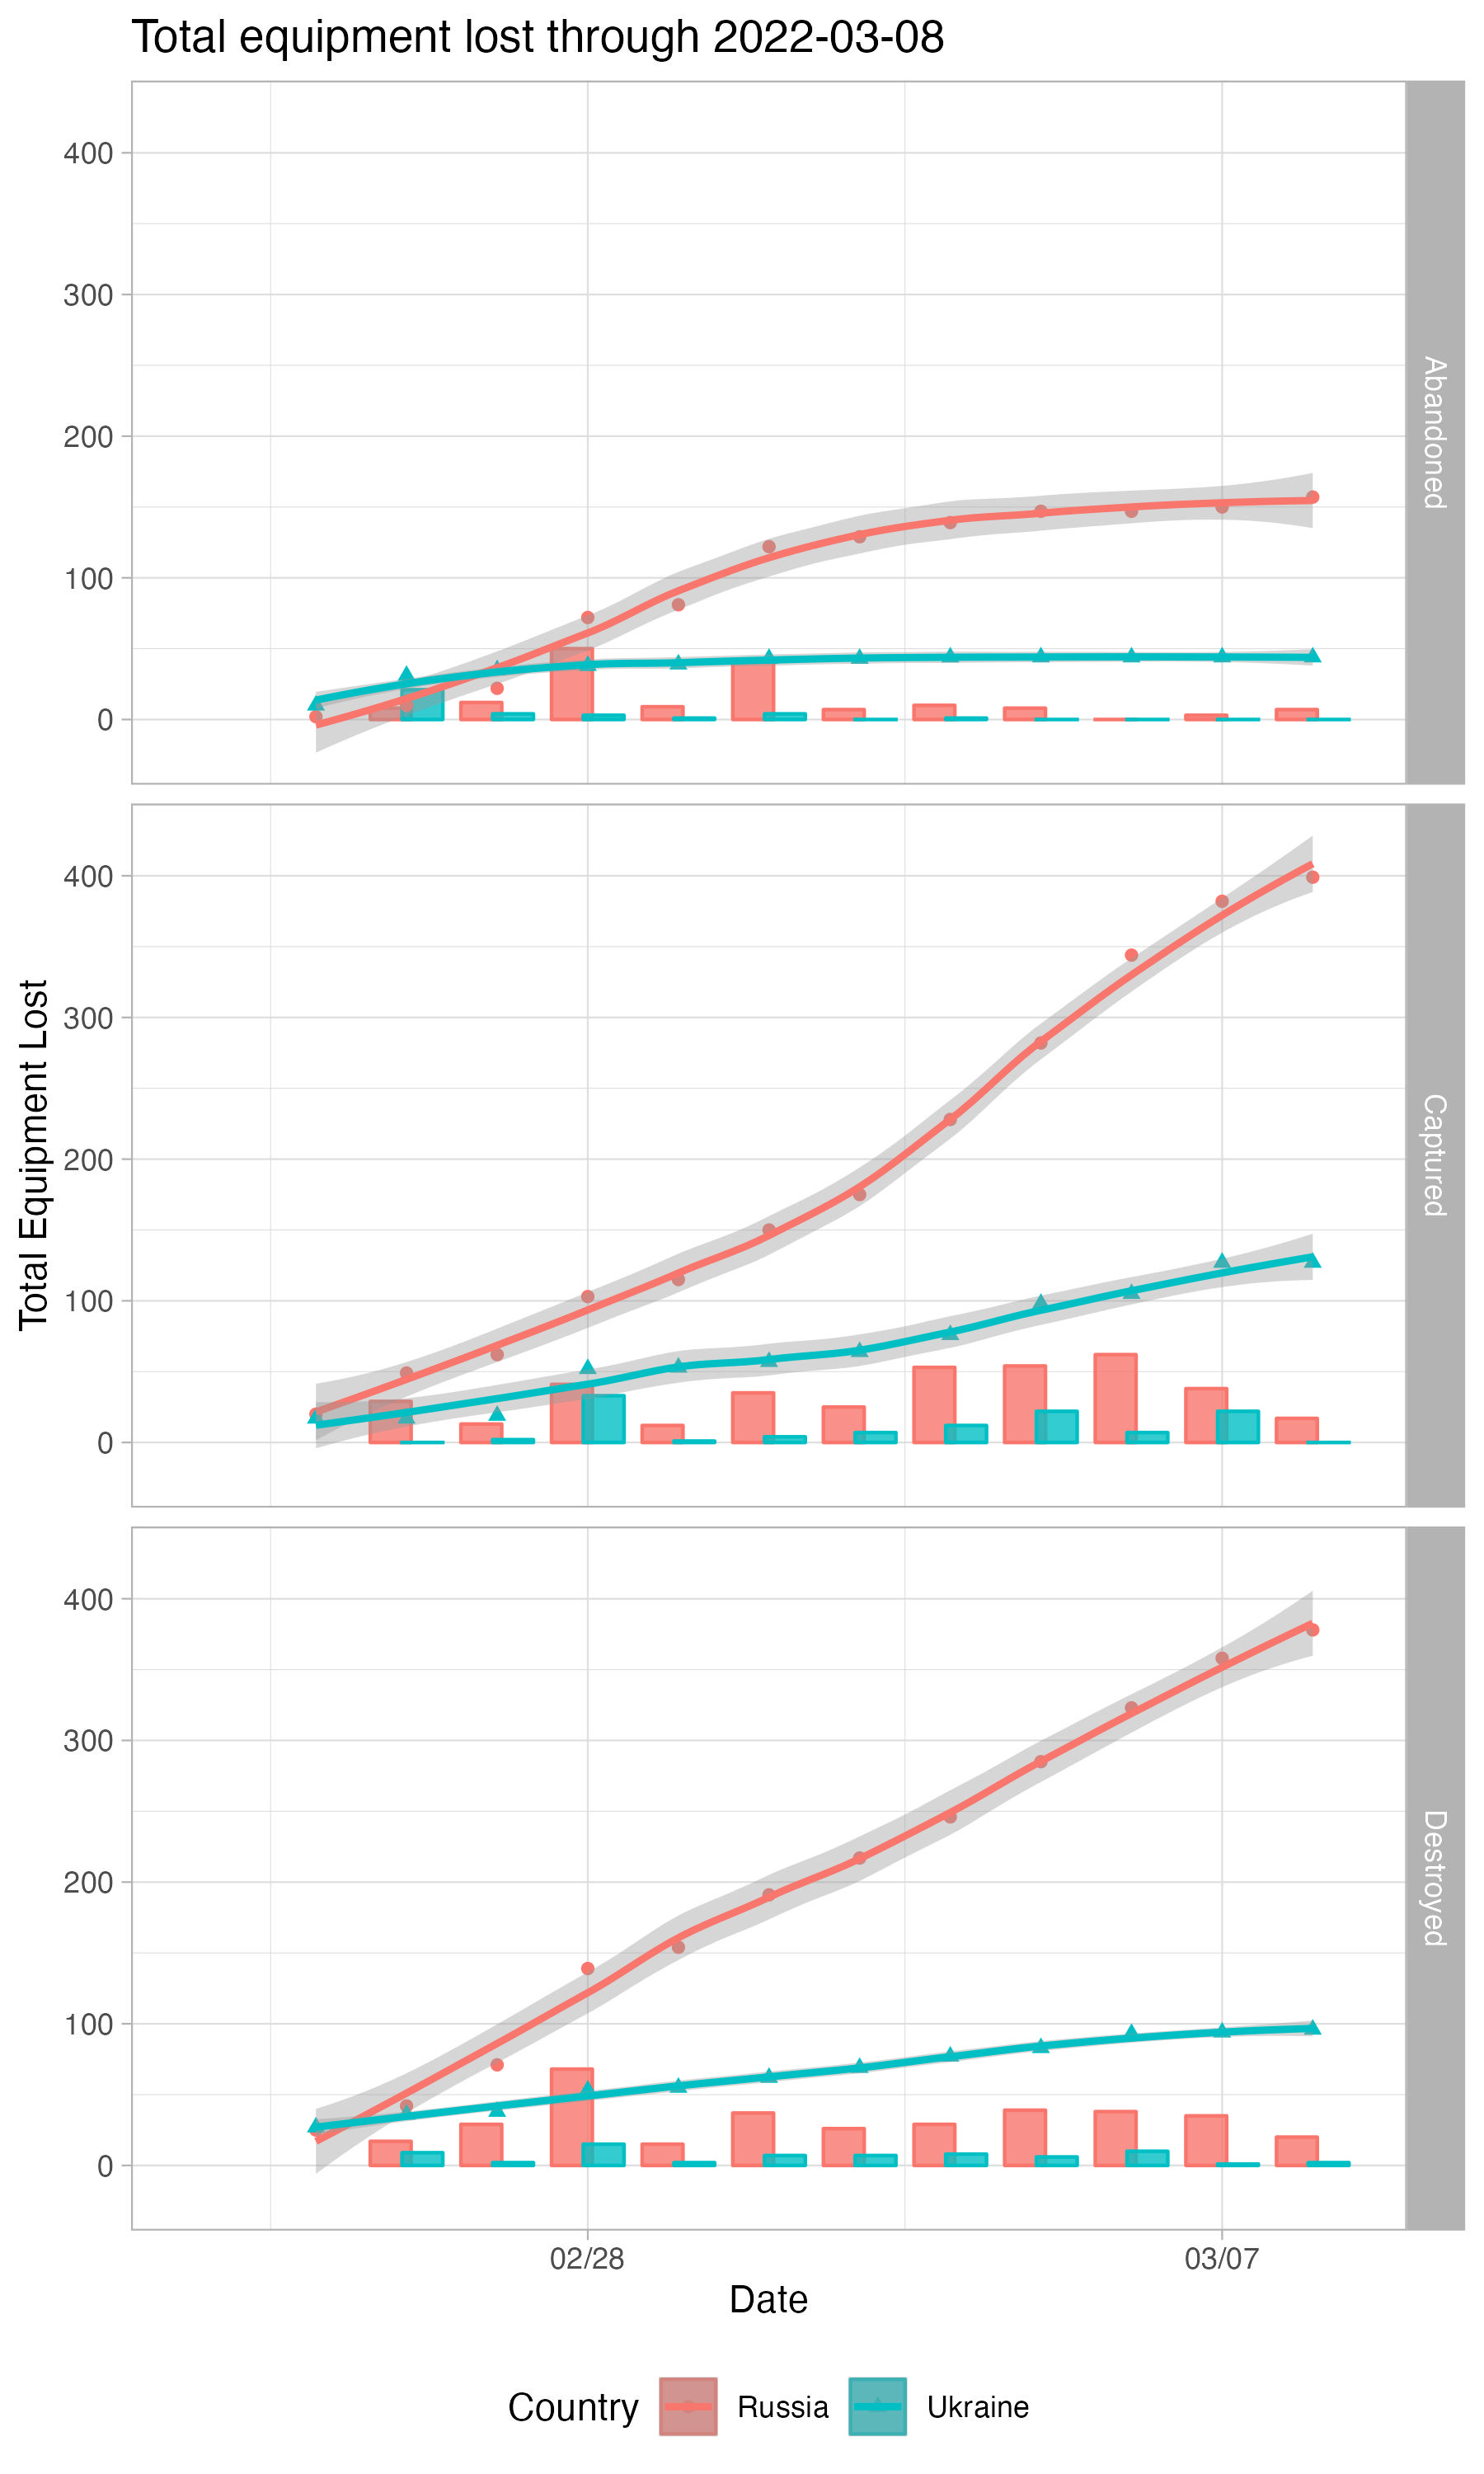 Total equipment lost through 2022-03-08
400
300
200
100
0
Abandoned
Total Equipment Lost
400
300
200
100
0
Captured
400
300
200
100
0
Destroyed
02/28 03/07
Date
Country Russia Ukraine